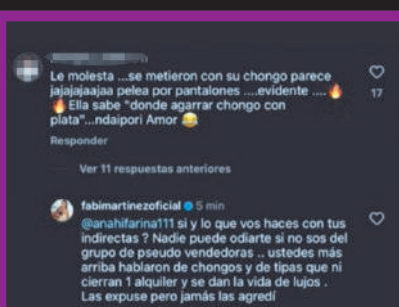 Le molesta ...se metieron con su chongo parece
jajajajaajaa pelea por pantalones ....evidente ....🔥 17
🔥Ella sabe "donde agarrar chongo con
plata"...ndaipori Amor 😂
Responder
Ver 11 respuestas anteriores
fabimartinezoficial 5 min
@anahifarina111 si y lo que vos haces con tus
indirectas ? Nadie puede odiarte si no sos del
grupo de pseudo vendedoras .. ustedes más
arriba hablaron de chongos y de tipas que ni
cierran 1 alquiler y se dan la vida de lujos .
Las expuse pero jamás las agredí